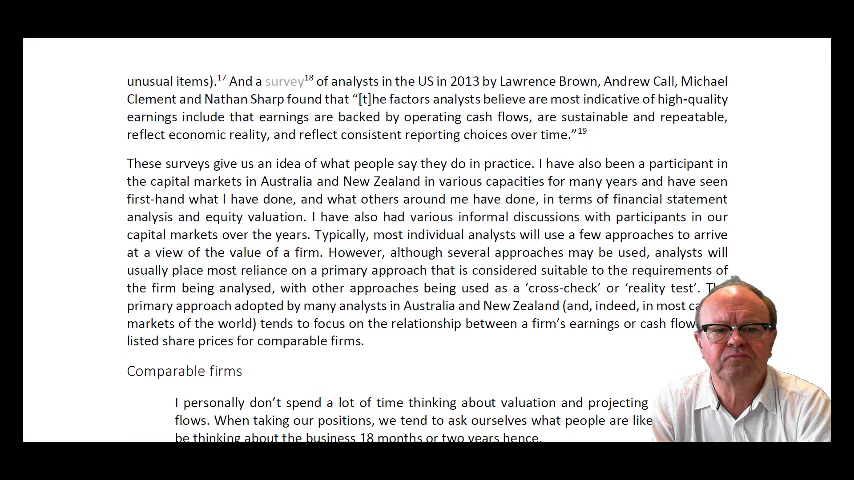 unusual items).17 And a survey18 of analysts in the US in 2013 by Lawrence Brown, Andrew Call, Michael
Clement and Nathan Sharp found that “[t]he factors analysts believe are most indicative of high-quality
earnings include that earnings are backed by operating cash flows, are sustainable and repeatable,
reflect economic reality, and reflect consistent reporting choices over time.”19
These surveys give us an idea of what people say they do in practice. I have also been a participant in
the capital markets in Australia and New Zealand in various capacities for many years and have seen
first-hand what I have done, and what others around me have done, in terms of financial statement
analysis and equity valuation. I have also had various informal discussions with participants in our
capital markets over the years. Typically, most individual analysts will use a few approaches to arrive
at a view of the value of a firm. However, although several approaches may be used, analysts will
usually place most reliance on a primary approach that is considered suitable to the requirements of
the firm being analysed, with other approaches being used as a ‘cross-check’ or ‘reality test’.
primary approach adopted by many analysts in Australia and New Zealand (and, indeed, in most
markets of the world) tends to focus on the relationship between a firm’s earnings or cash
listed share prices for comparable firms.
Comparable firms
I personally don’t spend a lot of time thinking about valuation and projecting
flows. When taking our positions, we tend to ask ourselves what people are
be thinking about the business 18 months or two years hence.